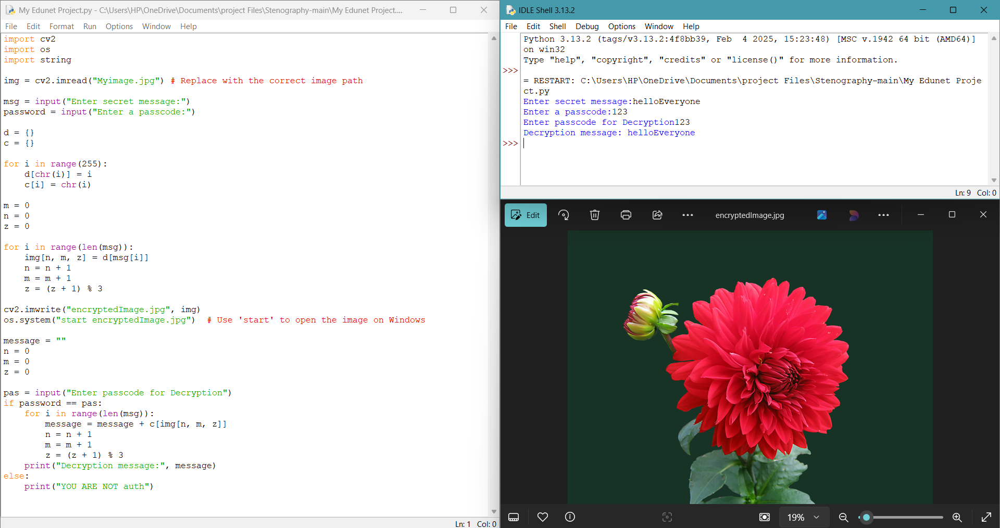 My Edunet Project.py - C:\Users\HP\OneDrive\Documents\project Files\Stenography-main\My Edunet Project....
File Edit Format Run Options Window Help
import cv2
import os
import string
img = cv2.imread("Myimage.jpg") # Replace with the correct image path
msg = input("Enter secret message:")
password = input("Enter a passcode:")
d = {}
c = {}
for i in range(255):
    d[chr(i)] = i
    c[i] = chr(i)
m = 0
n = 0
z = 0
for i in range(len(msg)):
    img[n, m, z] = d[msg[i]]
    n = n + 1
    m = m + 1
    z = (z + 1) % 3
cv2.imwrite("encryptedImage.jpg", img)
os.system("start encryptedImage.jpg")  # Use 'start' to open the image on Windows
message = ""
n = 0
m = 0
z = 0
pas = input("Enter passcode for Decryption")
if password == pas:
    for i in range(len(msg)):
        message = message + c[img[n, m, z]]
        n = n + 1
        m = m + 1
        z = (z + 1) % 3
    print("Decryption message:", message)
else:
    print("YOU ARE NOT auth")
Ln: 1 Col: 0
IDLE Shell 3.13.2
File Edit Shell Debug Options Window Help
Python 3.13.2 (tags/v3.13.2:4f8bb39, Feb  4 2025, 15:23:48) [MSC v.1942 64 bit (AMD64)]
on win32
Type "help", "copyright", "credits" or "license()" for more information.
>>>
= RESTART: C:\Users\HP\OneDrive\Documents\project Files\Stenography-main\My Edunet Proje
ct.py
Enter secret message:helloEveryone
Enter a passcode:123
Enter passcode for Decryption123
Decryption message: helloEveryone
>>>
Ln: 9 Col: 0
Edit encryptedImage.jpg
19%